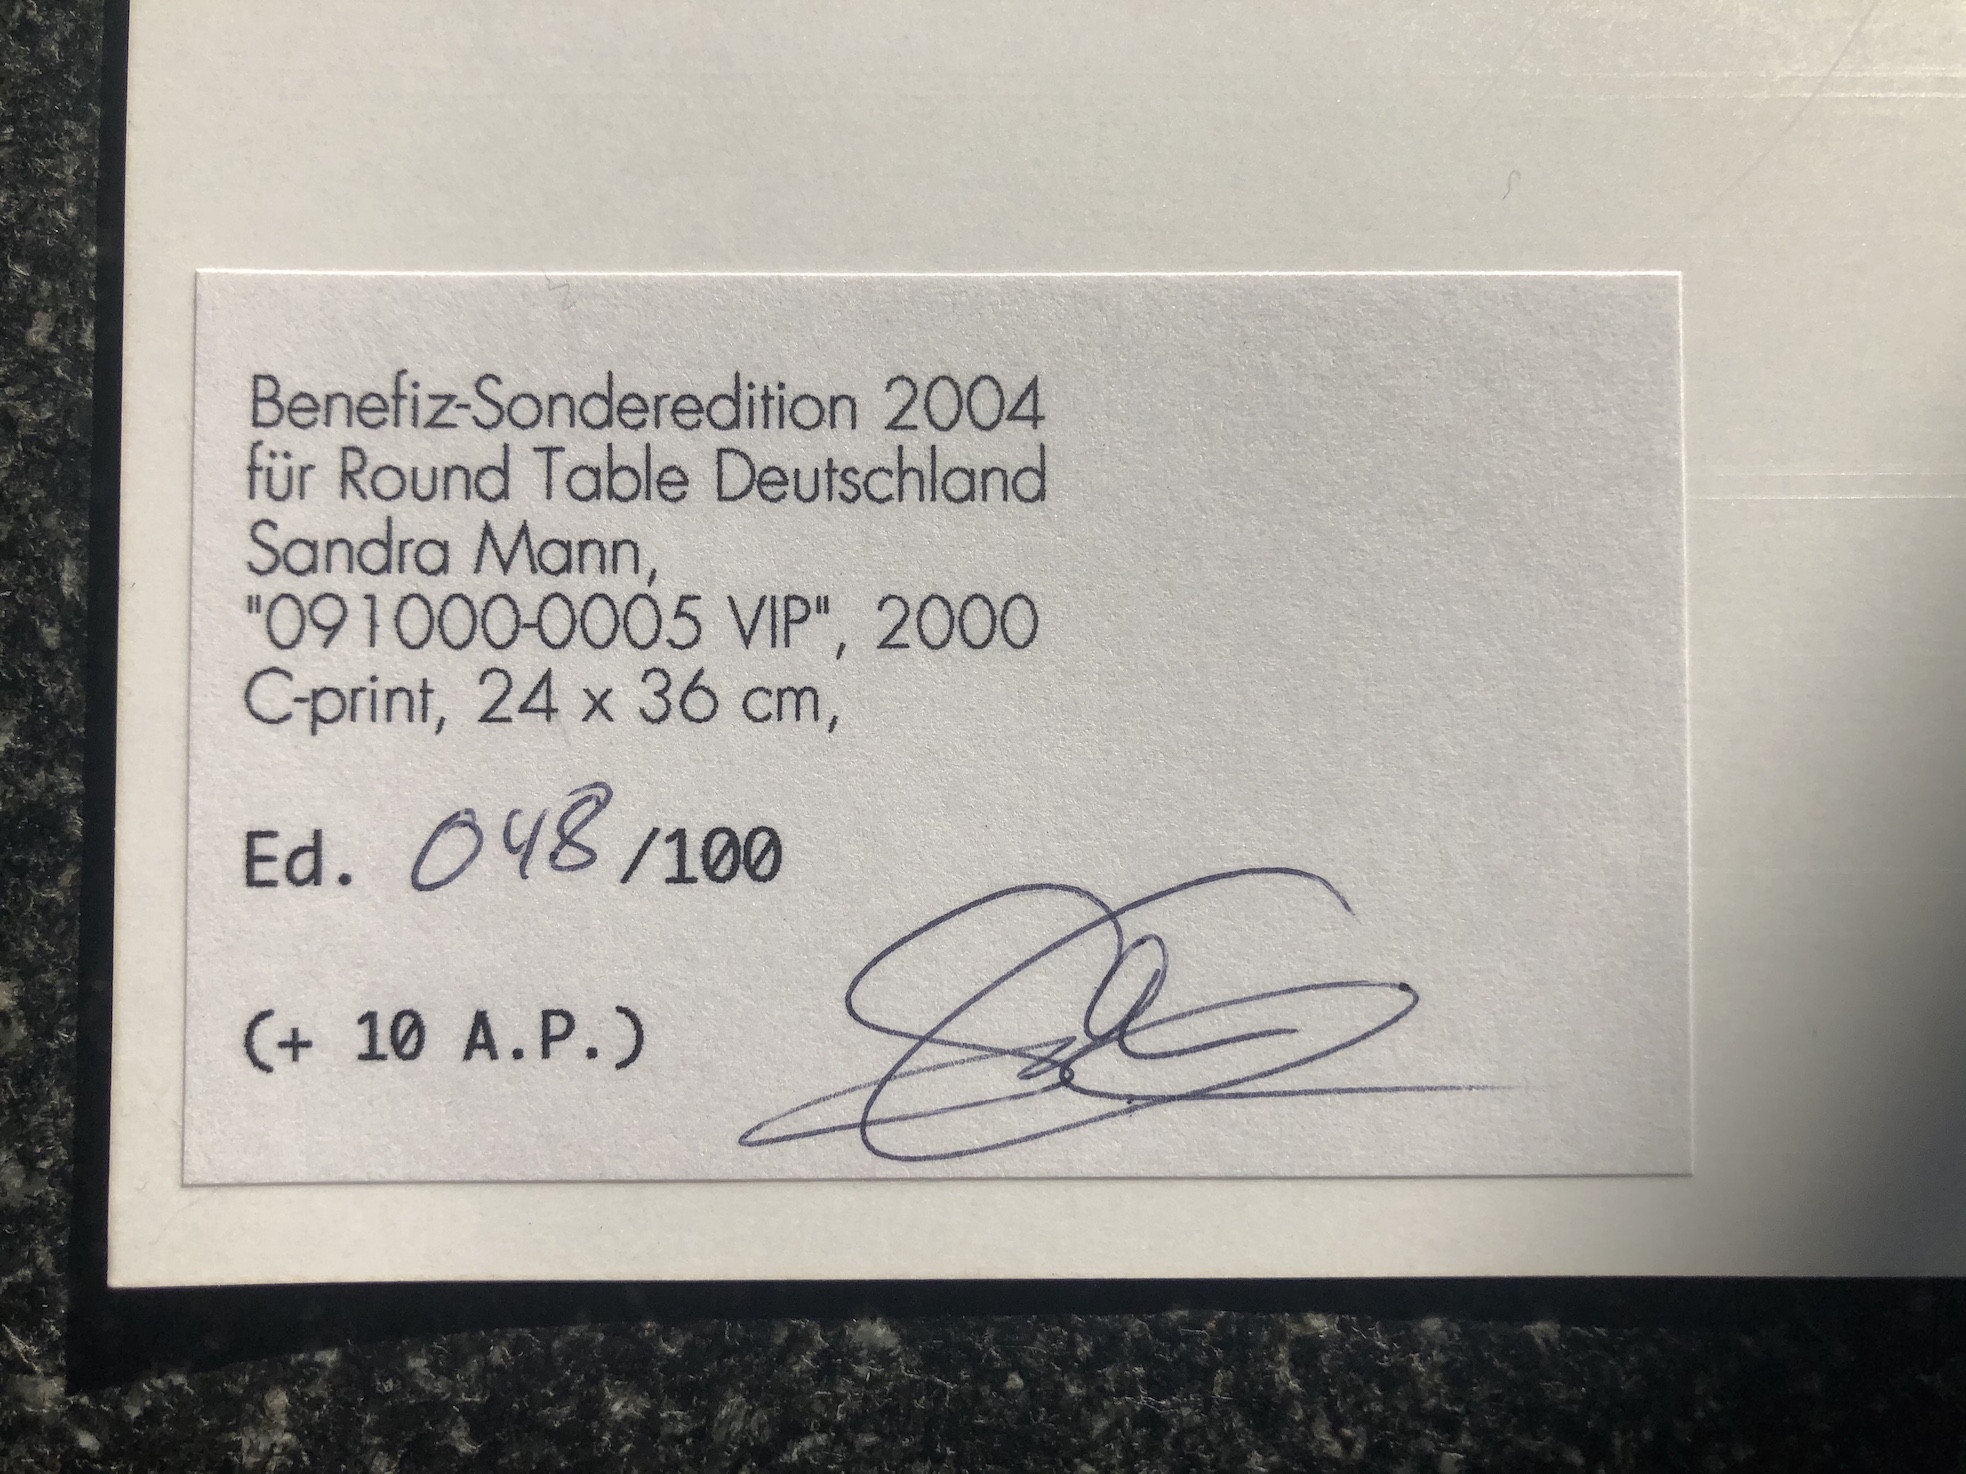 Benefiz-Sonderedition 2004
für Round Table Deutschland
Sandra Mann,
"091000-0005 VIP", 2000
C-print, 24 x 36 cm,
Ed. 048 /100
(+ 10 A.P.)